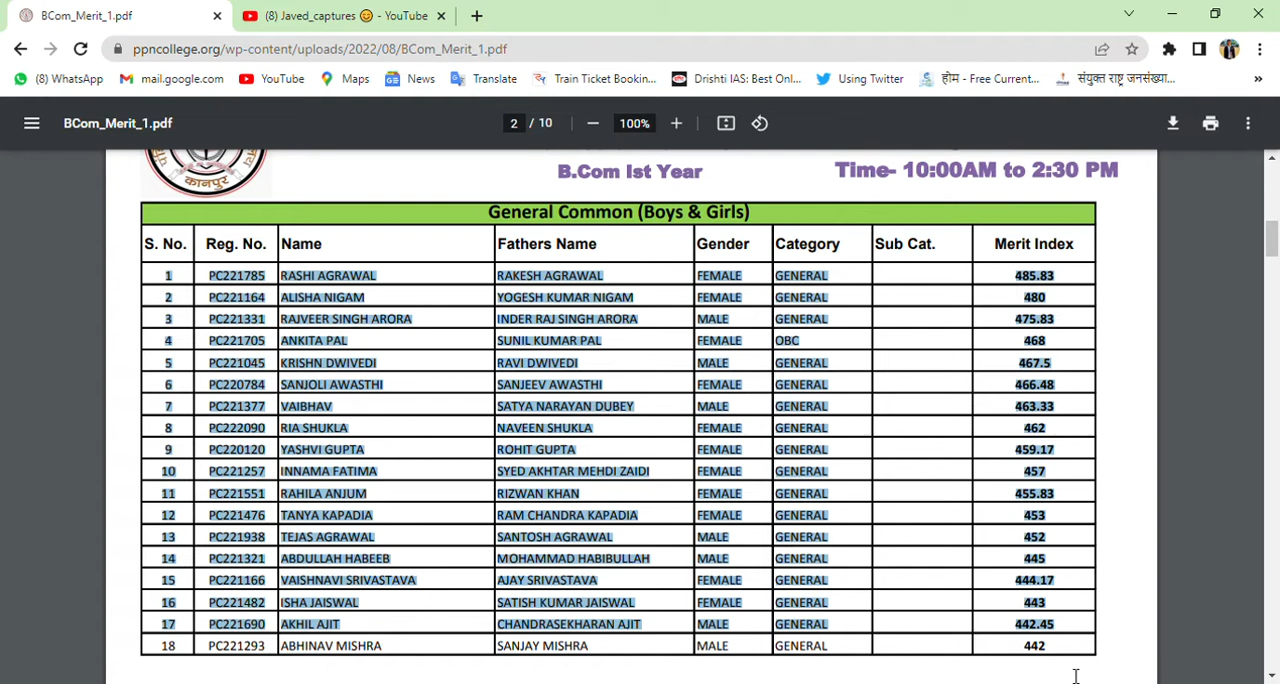 BCom_Merit_1.pdf
(8) Javed_captures 😊 - YouTube
ppncollege.org/wp-content/uploads/2022/08/BCom_Merit_1.pdf
(8) WhatsApp mail.google.com YouTube Maps News Translate Train Ticket Bookin... Drishti IAS: Best Onl... Using Twitter होम - Free Current... संयुक्त राष्ट्र जनसंख्या... »
BCom_Merit_1.pdf 2 / 10 100%
कानपुर
B.Com Ist Year Time- 10:00AM to 2:30 PM
General Common (Boys & Girls)
S. No. Reg. No. Name Fathers Name Gender Category Sub Cat. Merit Index
1 PC221785 RASHI AGRAWAL RAKESH AGRAWAL FEMALE GENERAL 485.83
2 PC221164 ALISHA NIGAM YOGESH KUMAR NIGAM FEMALE GENERAL 480
3 PC221331 RAJVEER SINGH ARORA INDER RAJ SINGH ARORA MALE GENERAL 475.83
4 PC221705 ANKITA PAL SUNIL KUMAR PAL FEMALE OBC 468
5 PC221045 KRISHN DWIVEDI RAVI DWIVEDI MALE GENERAL 467.5
6 PC220784 SANJOLI AWASTHI SANJEEV AWASTHI FEMALE GENERAL 466.48
7 PC221377 VAIBHAV SATYA NARAYAN DUBEY MALE GENERAL 463.33
8 PC222090 RIA SHUKLA NAVEEN SHUKLA FEMALE GENERAL 462
9 PC220120 YASHVI GUPTA ROHIT GUPTA FEMALE GENERAL 459.17
10 PC221257 INNAMA FATIMA SYED AKHTAR MEHDI ZAIDI FEMALE GENERAL 457
11 PC221551 RAHILA ANJUM RIZWAN KHAN FEMALE GENERAL 455.83
12 PC221476 TANYA KAPADIA RAM CHANDRA KAPADIA FEMALE GENERAL 453
13 PC221938 TEJAS AGRAWAL SANTOSH AGRAWAL MALE GENERAL 452
14 PC221321 ABDULLAH HABEEB MOHAMMAD HABIBULLAH MALE GENERAL 445
15 PC221166 VAISHNAVI SRIVASTAVA AJAY SRIVASTAVA FEMALE GENERAL 444.17
16 PC221482 ISHA JAISWAL SATISH KUMAR JAISWAL FEMALE GENERAL 443
17 PC221690 AKHIL AJIT CHANDRASEKHARAN AJIT MALE GENERAL 442.45
18 PC221293 ABHINAV MISHRA SANJAY MISHRA MALE GENERAL 442